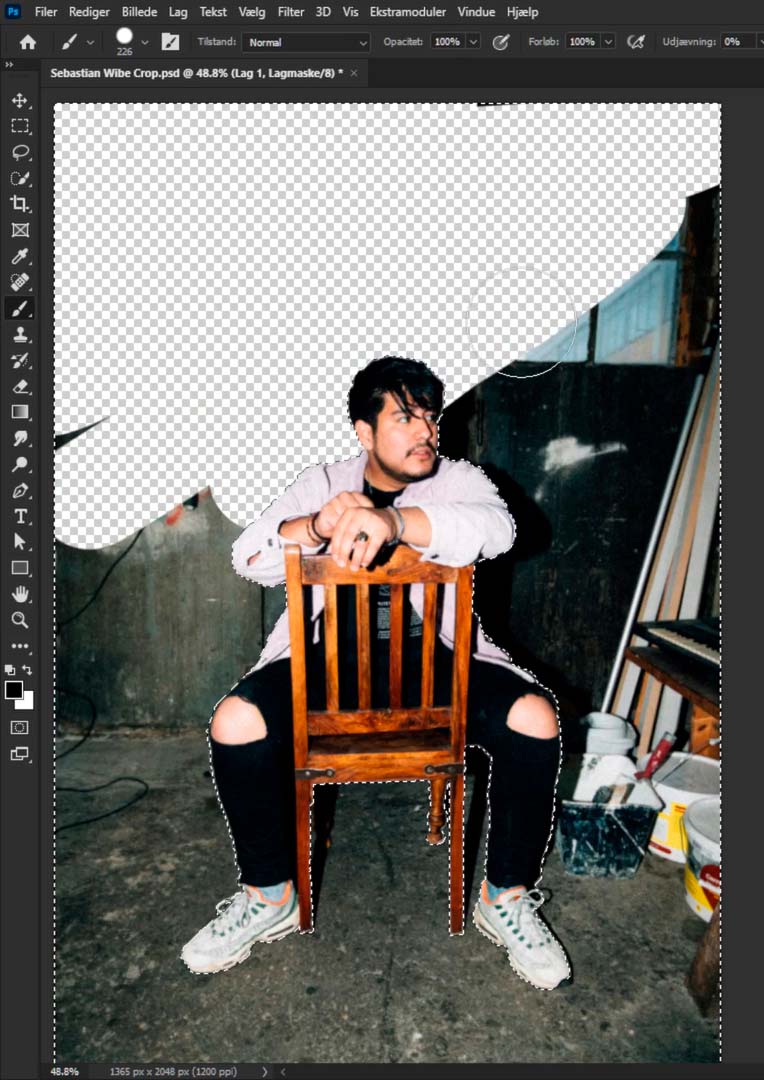 Ps Filer Rediger Billede Lag Tekst Vælg Filter 3D Vis Ekstramoduler Vindue Hjælp
226 Tilstand: Normal Opacitet: 100% Forløb: 100% Udjævning: 0%
Sebastian Wibe Crop.psd @ 48.8% (Lag 1, Lagmaske/8) * ×
48.8% 1365 px x 2048 px (1200 ppi)